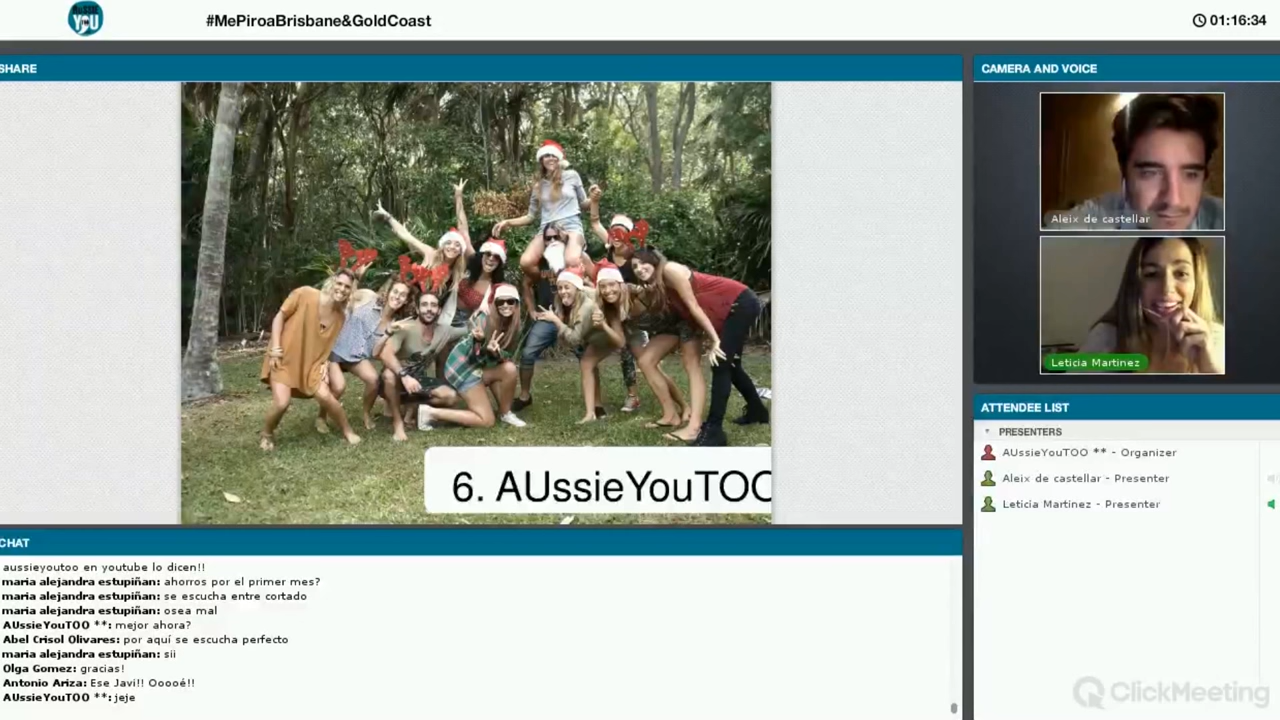 AUSSIE
YOU
#MePiroaBrisbane&GoldCoast
01:16:34
SHARE
CAMERA AND VOICE
Aleix de castellar
Leticia Martinez
6. AUssieYouTOO
ATTENDEE LIST
PRESENTERS
AUssieYouTOO ** - Organizer
Aleix de castellar - Presenter
Leticia Martinez - Presenter
CHAT
aussieyoutoo en youtube lo dicen!!
maria alejandra estupiñan: ahorros por el primer mes?
maria alejandra estupiñan: se escucha entre cortado
maria alejandra estupiñan: osea mal
AUssieYouTOO **: mejor ahora?
Abel Crisol Olivares: por aquí se escucha perfecto
maria alejandra estupiñan: sii
Olga Gomez: gracias!
Antonio Ariza: Ese Javi!! Ooooé!!
AUssieYouTOO **: jeje
ClickMeeting